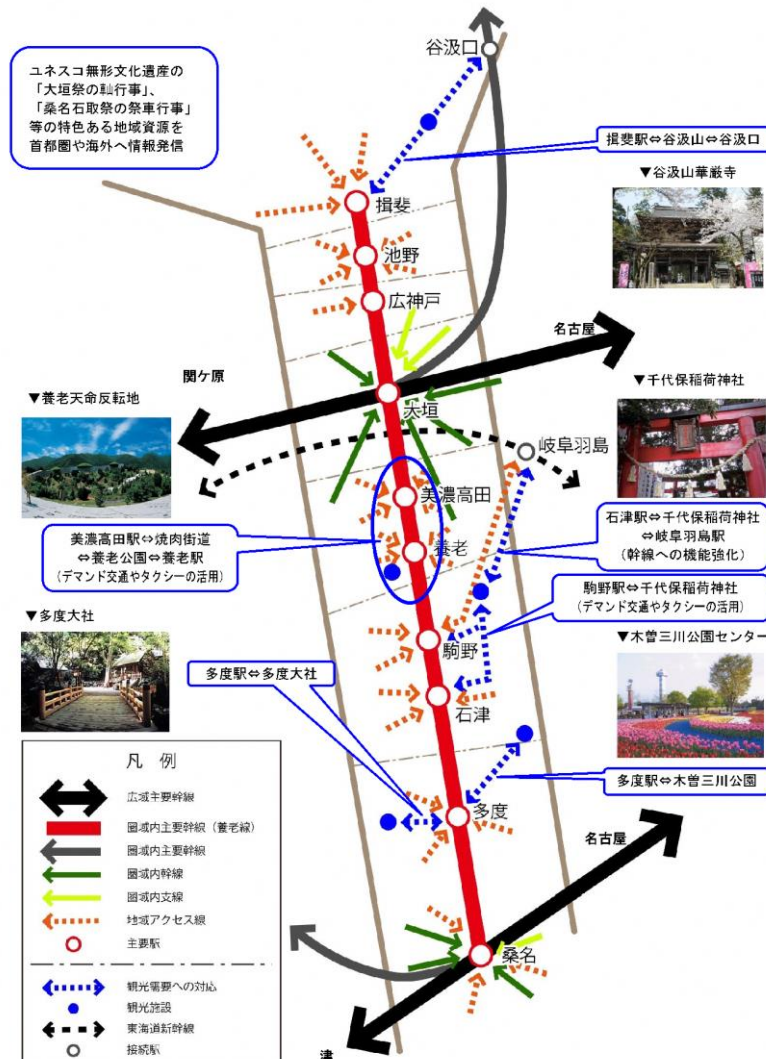 谷汲口
ユネスコ無形文化遺産の
「大垣祭の軕行事」、
「桑名石取祭の祭車行事」
等の特色ある地域資源を
首都圏や海外へ情報発信
揖斐駅⇔谷汲山⇔谷汲口
▼谷汲山華厳寺
揖斐
池野
広神戸
名古屋
関ケ原
▼養老天命反転地
▼千代保稲荷神社
大垣
岐阜羽島
美濃高田
養老
美濃高田駅⇔焼肉街道
⇔養老公園⇔養老駅
(デマンド交通やタクシーの活用)
石津駅⇔千代保稲荷神社
⇔岐阜羽島駅
(幹線への機能強化)
駒野駅⇔千代保稲荷神社
(デマンド交通やタクシーの活用)
▼多度大社
▼木曽三川公園センター
駒野
多度駅⇔多度大社
石津
多度駅⇔木曽三川公園
多度
名古屋
桑名
津
凡 例
広域主要幹線
圏域内主要幹線（養老線）
圏域内主要幹線
圏域内幹線
圏域内支線
地域アクセス線
主要駅
観光需要への対応
観光施設
東海道新幹線
接続駅